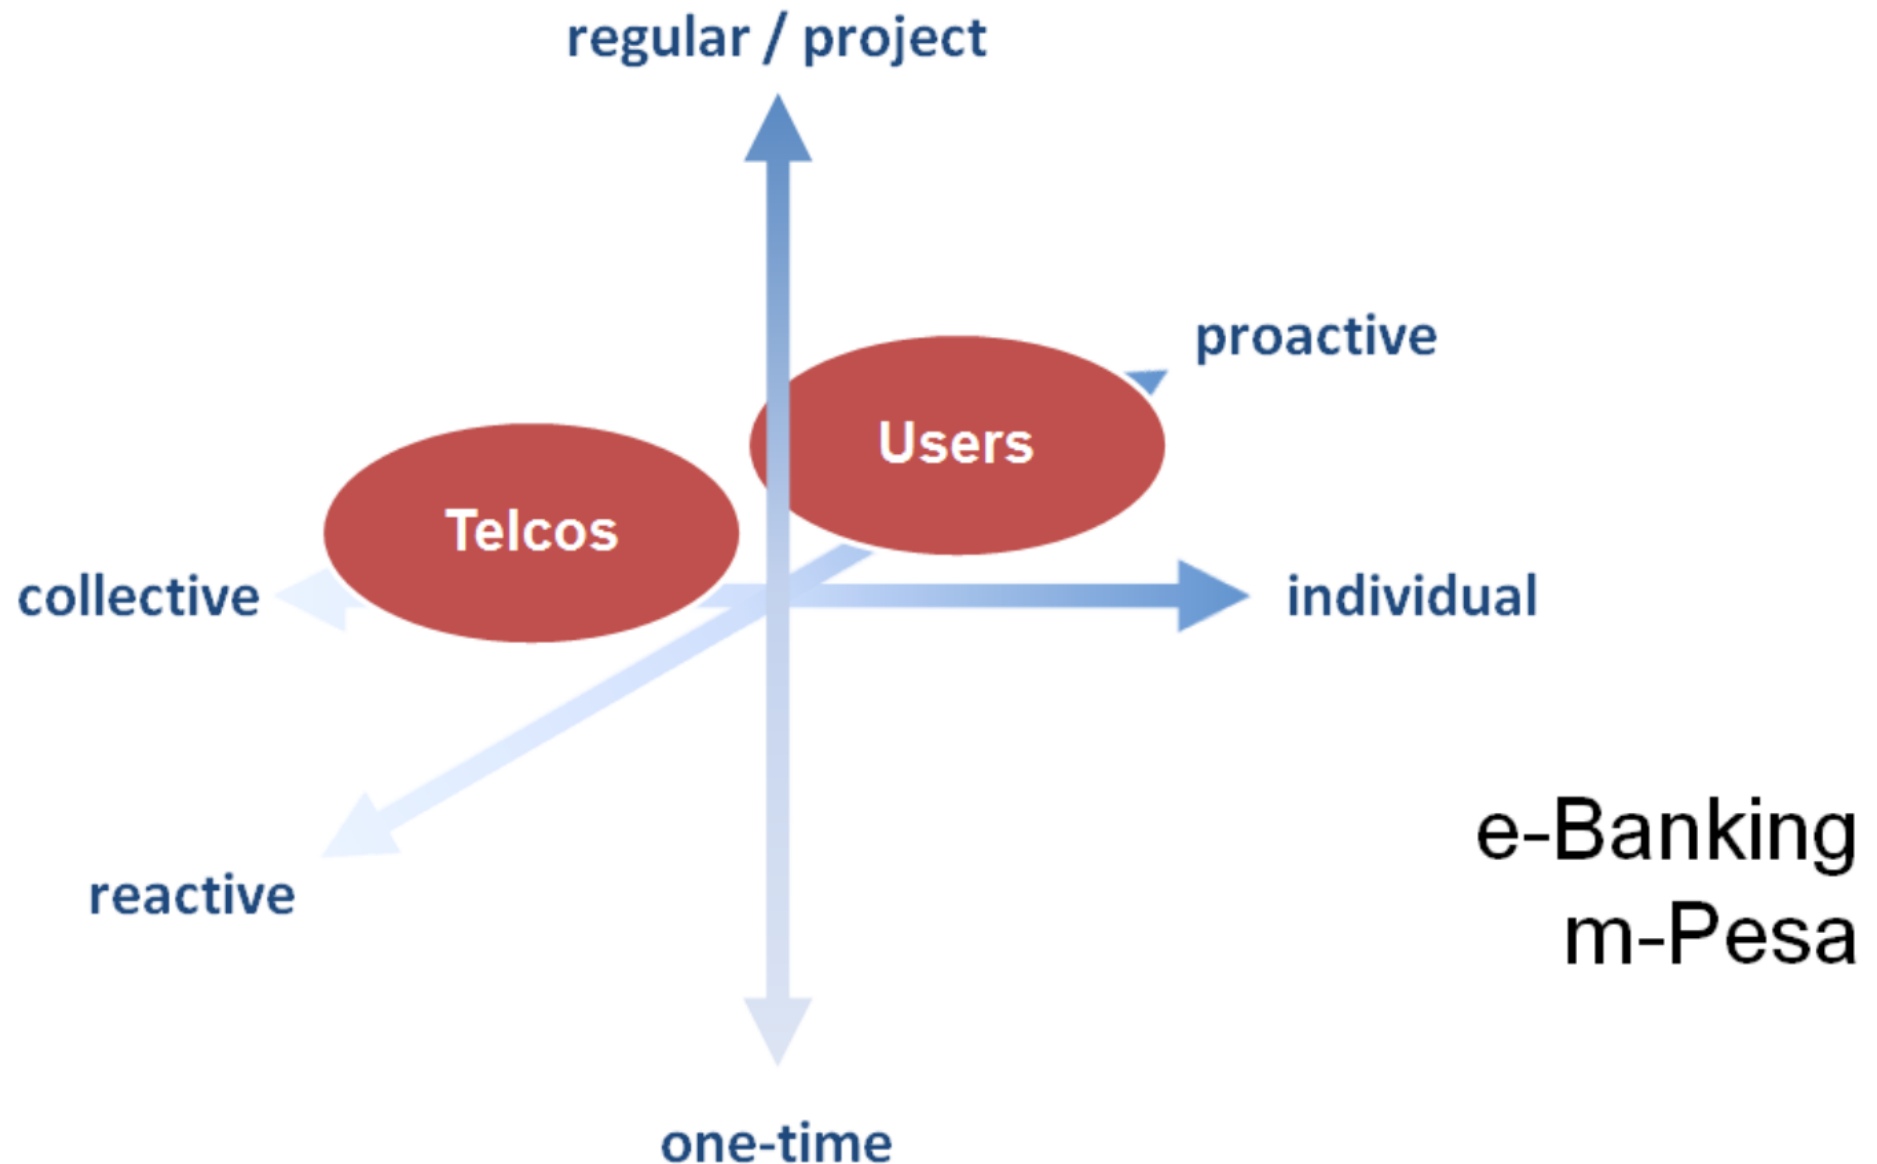 regular / project
proactive
Users
Telcos
collective
individual
reactive
e-Banking
m-Pesa
one-time